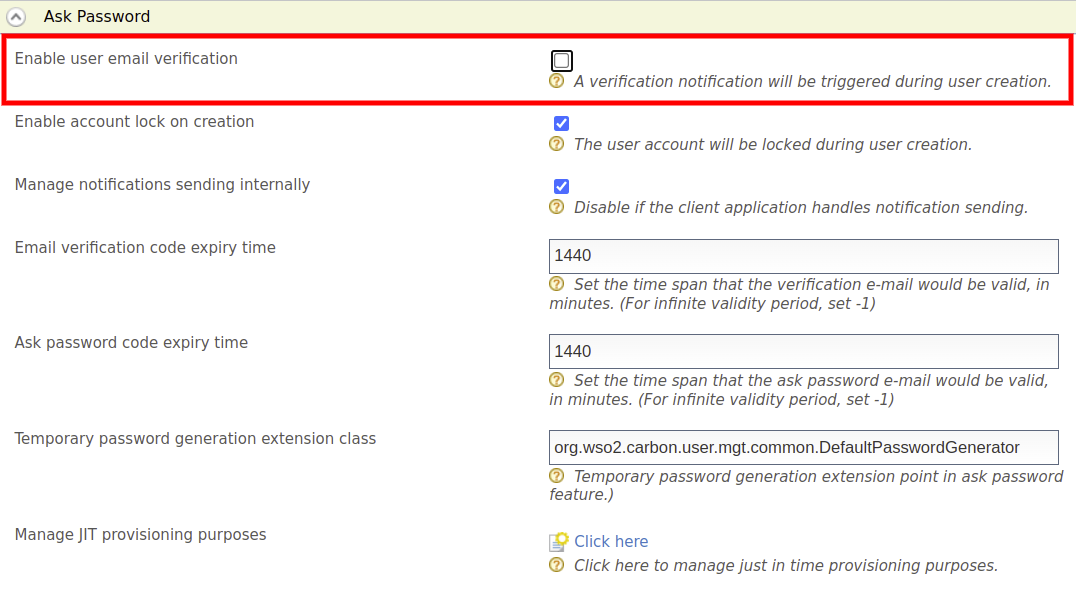 Ask Password
Enable user email verification
? A verification notification will be triggered during user creation.
Enable account lock on creation
? The user account will be locked during user creation.
Manage notifications sending internally
? Disable if the client application handles notification sending.
Email verification code expiry time
1440
? Set the time span that the verification e-mail would be valid, in
minutes. (For infinite validity period, set -1)
Ask password code expiry time
1440
? Set the time span that the ask password e-mail would be valid,
in minutes. (For infinite validity period, set -1)
Temporary password generation extension class
org.wso2.carbon.user.mgt.common.DefaultPasswordGenerator
? Temporary password generation extension point in ask password
feature.)
Manage JIT provisioning purposes
Click here
? Click here to manage just in time provisioning purposes.